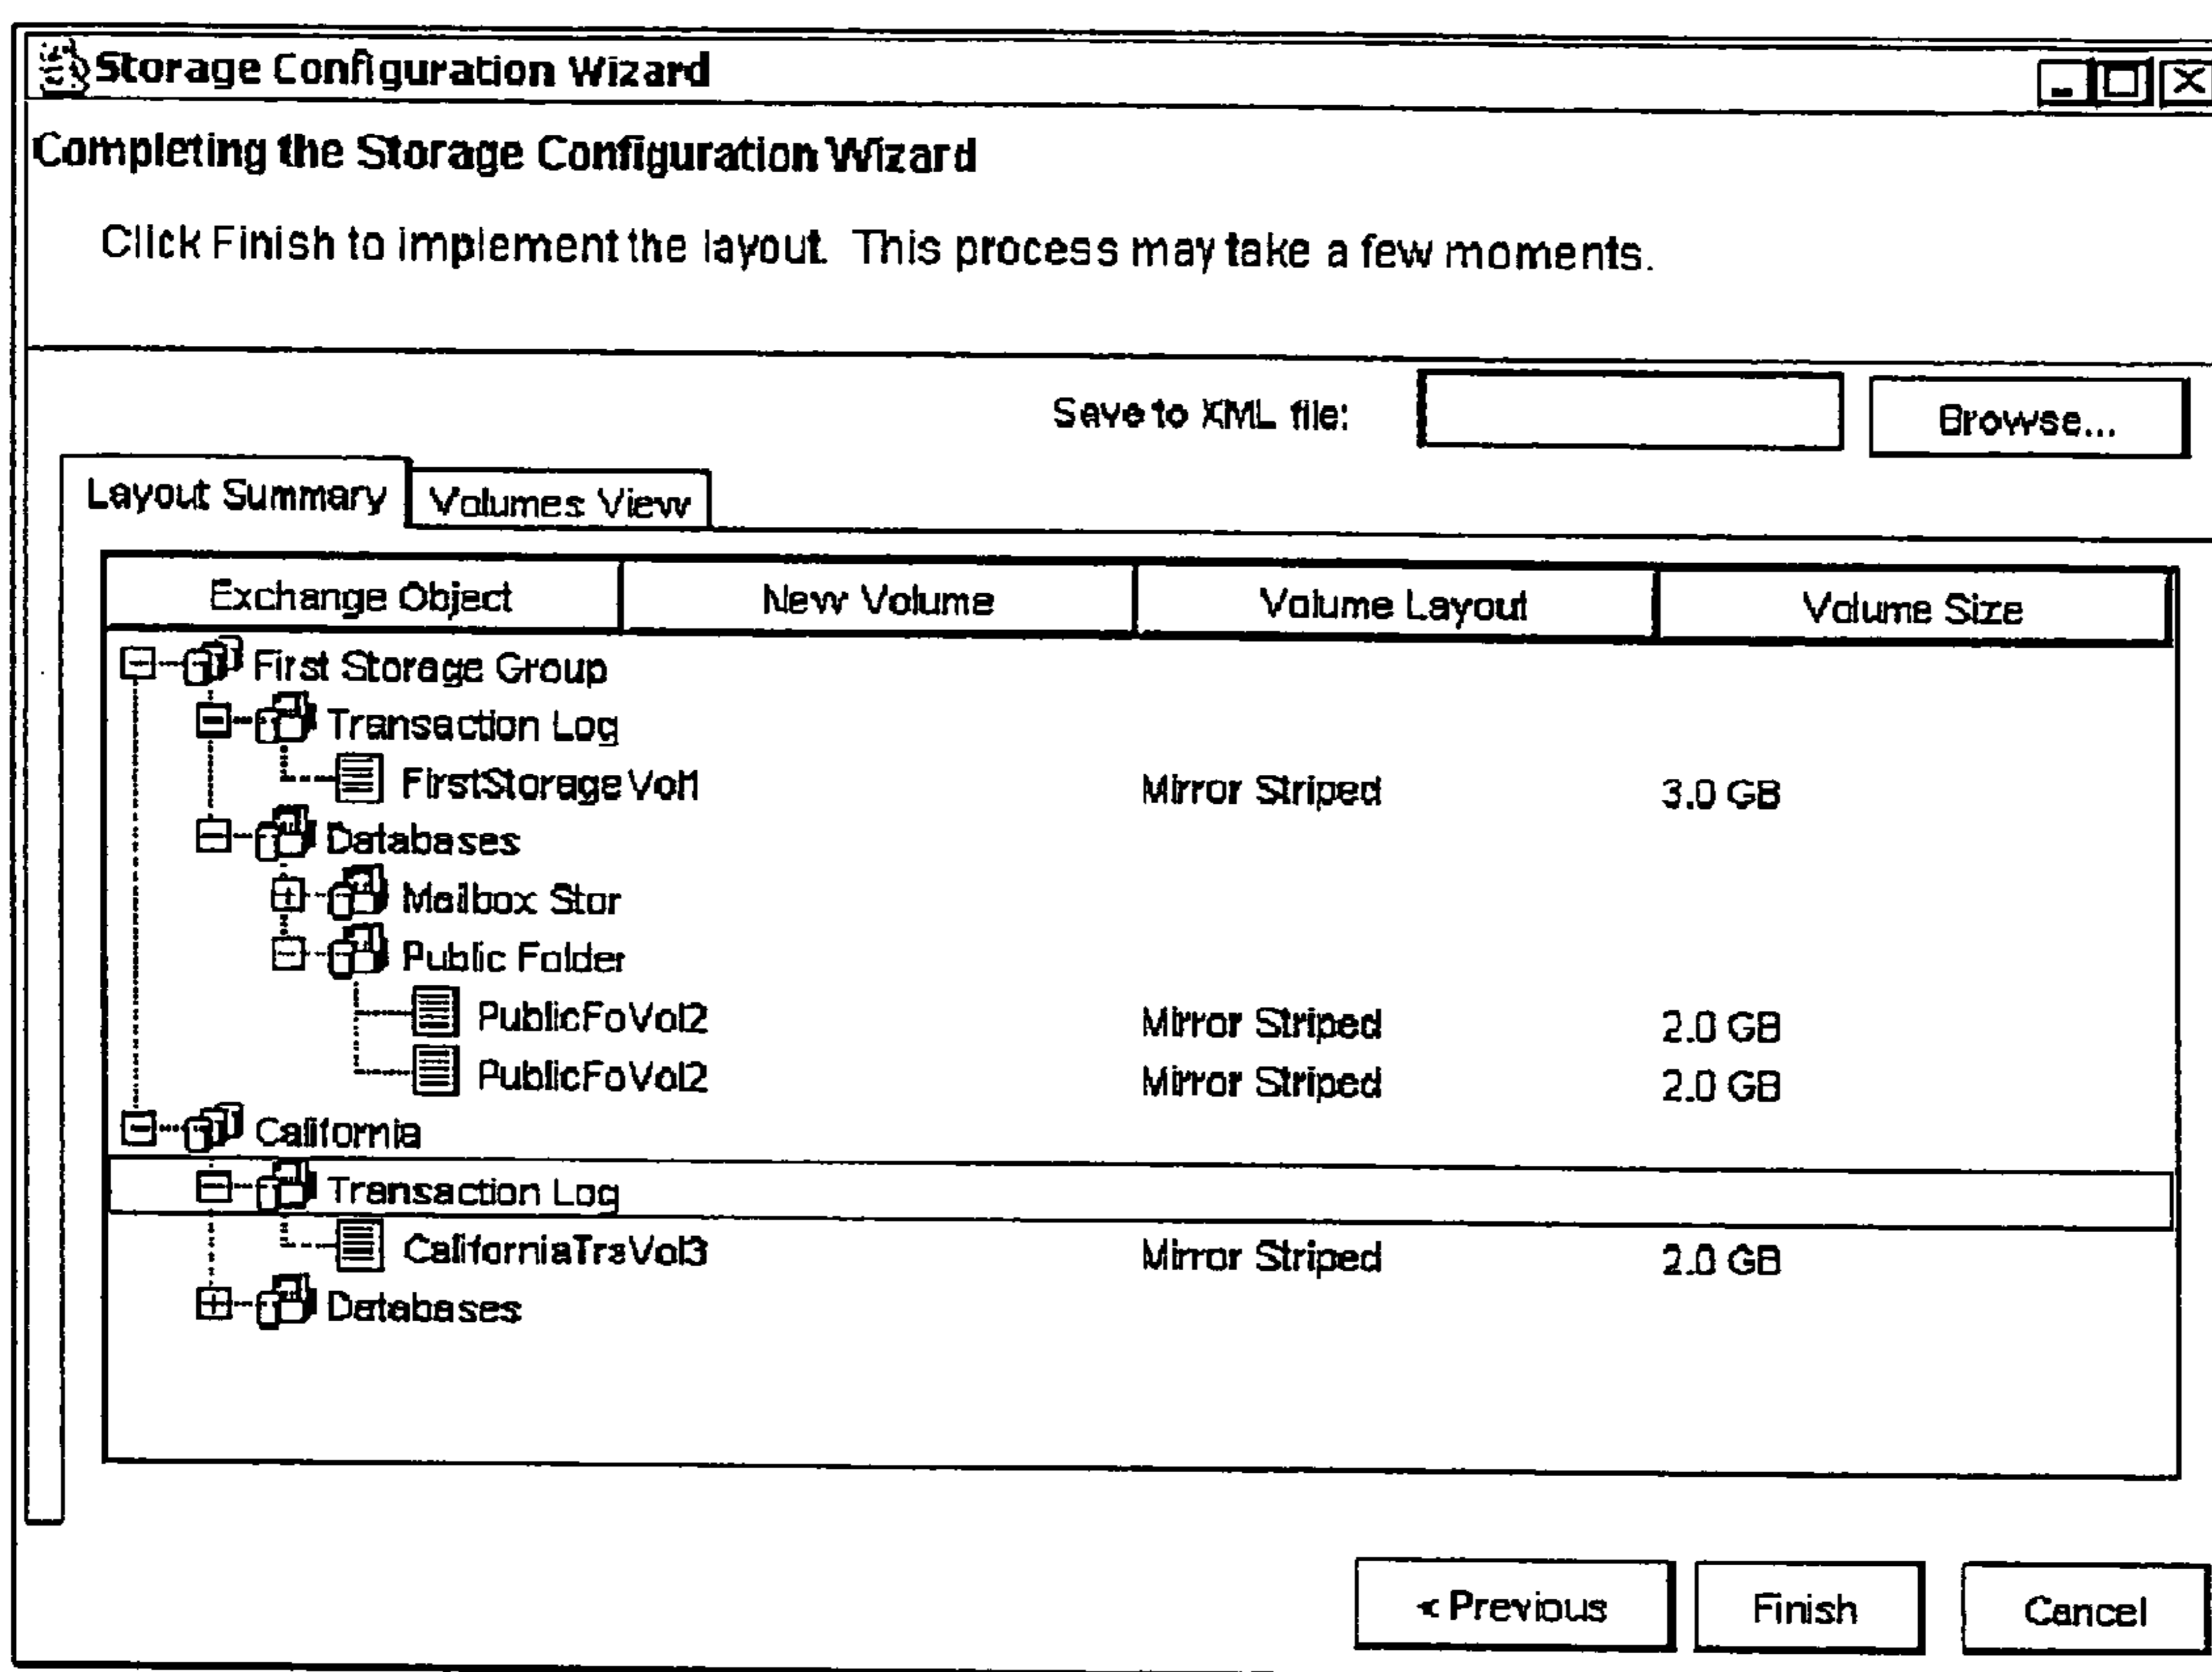 Storage Configuration Wizard
Completing the Storage Configuration Wizard
Click Finish to implement the layout. This process may take a few moments.
Save to XML file: Browse...
Layout Summary Volumes View
Exchange Object New Volume Volume Layout Volume Size
First Storage Group
Transaction Log
FirstStorageVol1 Mirror Striped 3.0 GB
Databases
Mailbox Stor
Public Folder
PublicFoVol2 Mirror Striped 2.0 GB
PublicFoVol2 Mirror Striped 2.0 GB
California
Transaction Log
CaliforniaTraVol3 Mirror Striped 2.0 GB
Databases
< Previous Finish Cancel